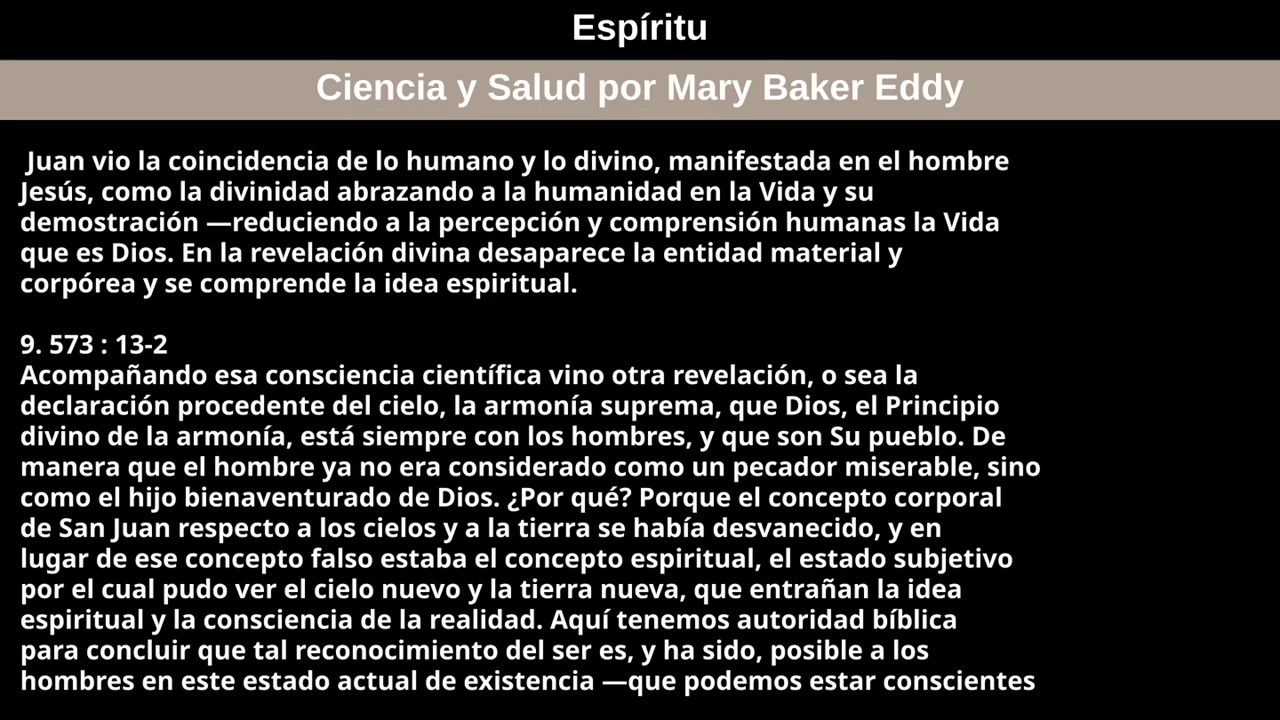 Espíritu
Ciencia y Salud por Mary Baker Eddy
Juan vio la coincidencia de lo humano y lo divino, manifestada en el hombre
Jesús, como la divinidad abrazando a la humanidad en la Vida y su
demostración —reduciendo a la percepción y comprensión humanas la Vida
que es Dios. En la revelación divina desaparece la entidad material y
corpórea y se comprende la idea espiritual.
9. 573 : 13-2
Acompañando esa consciencia científica vino otra revelación, o sea la
declaración procedente del cielo, la armonía suprema, que Dios, el Principio
divino de la armonía, está siempre con los hombres, y que son Su pueblo. De
manera que el hombre ya no era considerado como un pecador miserable, sino
como el hijo bienaventurado de Dios. ¿Por qué? Porque el concepto corporal
de San Juan respecto a los cielos y a la tierra se había desvanecido, y en
lugar de ese concepto falso estaba el concepto espiritual, el estado subjetivo
por el cual pudo ver el cielo nuevo y la tierra nueva, que entrañan la idea
espiritual y la consciencia de la realidad. Aquí tenemos autoridad bíblica
para concluir que tal reconocimiento del ser es, y ha sido, posible a los
hombres en este estado actual de existencia —que podemos estar conscientes